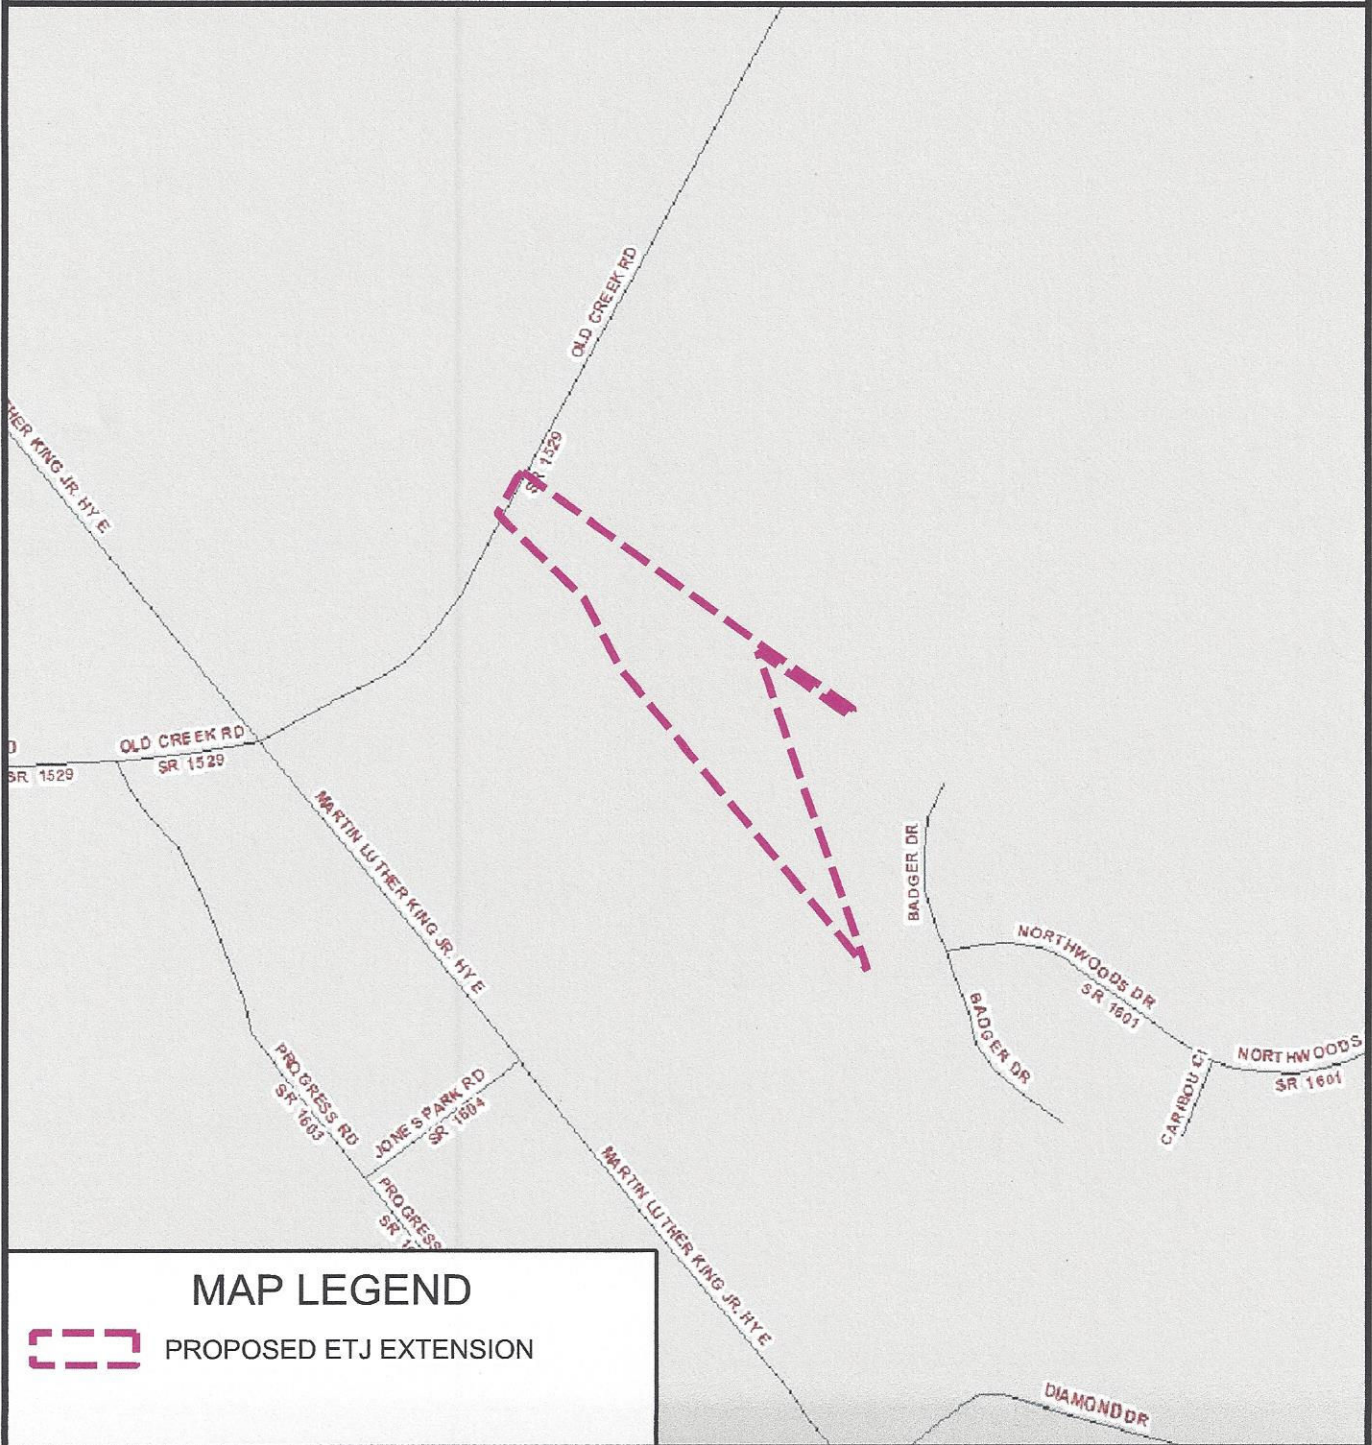 OLD CREEK RD
SR 1529
THER KING JR. HY E
OLD CREEK RD
SR 1529
SR 1529
MARTIN LUTHER KING JR. HY E
BADGER DR
NORTHWOODS DR
SR 1601
BADGER DR
NORTHWOODS
SR 1601
CARIBOU
PROGRESS RD
SR 1603
JONES PARK RD
SR 1604
PROGRESS
SR
MARTIN LUTHER KING JR. HY E
MAP LEGEND
PROPOSED ETJ EXTENSION
DIAMOND DR